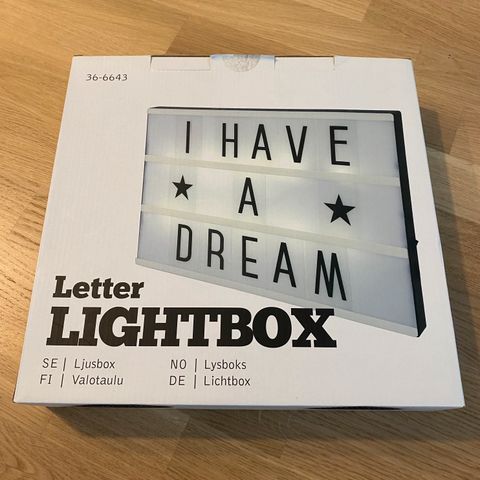 36-6643
I HAVE
★ A ★
DREAM
Letter
LIGHTBOX
SE | Ljusbox
NO | Lysboks
FI | Valotaulu
DE | Lichtbox